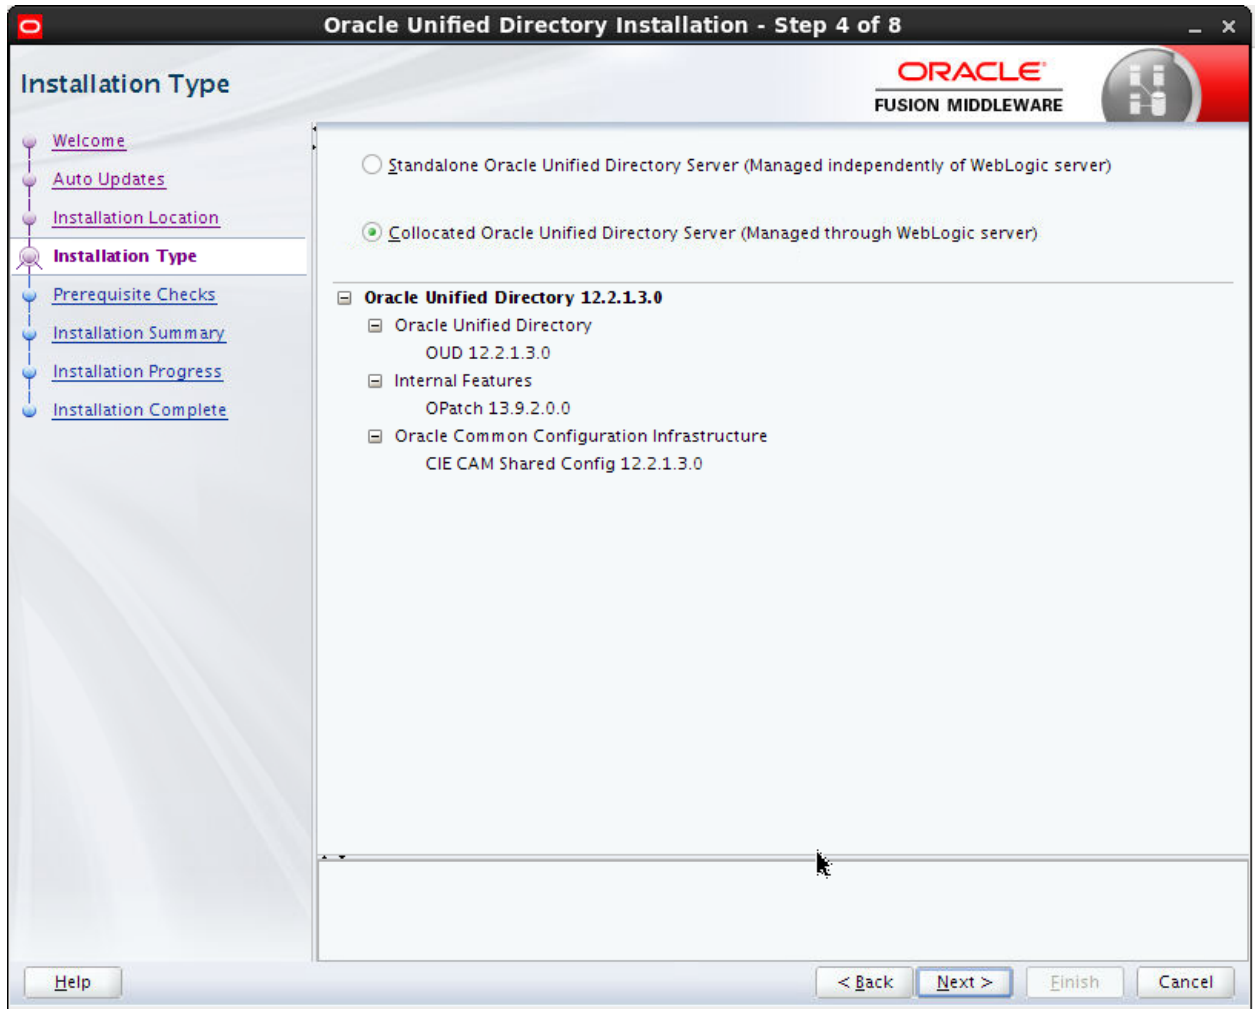 Oracle Unified Directory Installation - Step 4 of 8
Installation Type
ORACLE
FUSION MIDDLEWARE
Welcome
Auto Updates
Installation Location
Installation Type
Prerequisite Checks
Installation Summary
Installation Progress
Installation Complete
Standalone Oracle Unified Directory Server (Managed independently of WebLogic server)
Collocated Oracle Unified Directory Server (Managed through WebLogic server)
Oracle Unified Directory 12.2.1.3.0
Oracle Unified Directory
OUD 12.2.1.3.0
Internal Features
OPatch 13.9.2.0.0
Oracle Common Configuration Infrastructure
CIE CAM Shared Config 12.2.1.3.0
Help
< Back
Next >
Finish
Cancel